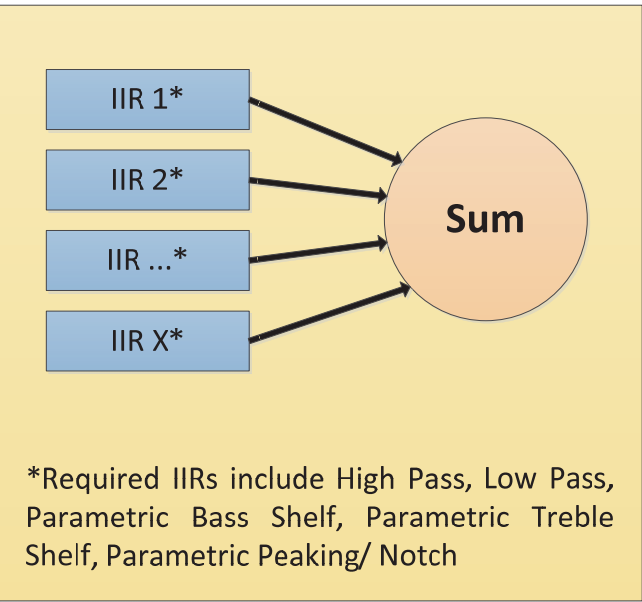 IIR 1*
IIR 2*
IIR ...*
IIR X*
Sum
*Required IIRs include High Pass, Low Pass,
Parametric Bass Shelf, Parametric Treble
Shelf, Parametric Peaking/ Notch